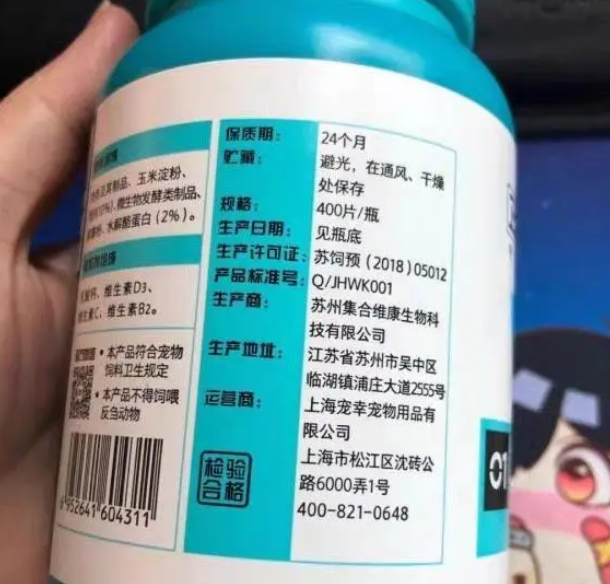 玉米淀粉、
微生物发酵类制品、
水解酪蛋白(2%)。
维生素D3、
维生素C、维生素B2。
• 本产品符合宠物
饲料卫生规定
• 本产品不得饲喂
反刍动物
6952641604311
保质期: 24个月
贮藏: 避光,在通风、干燥
处保存
规格: 400片/瓶
生产日期: 见瓶底
生产许可证: 苏饲预(2018)05012
产品标准号: Q/JHWK001
生产商: 苏州集合维康生物科
技有限公司
生产地址: 江苏省苏州市吴中区
临湖镇浦庄大道2555号
运营商: 上海宠幸宠物用品有
限公司
上海市松江区沈砖公
路6000弄1号
400-821-0648
检验
合格
01